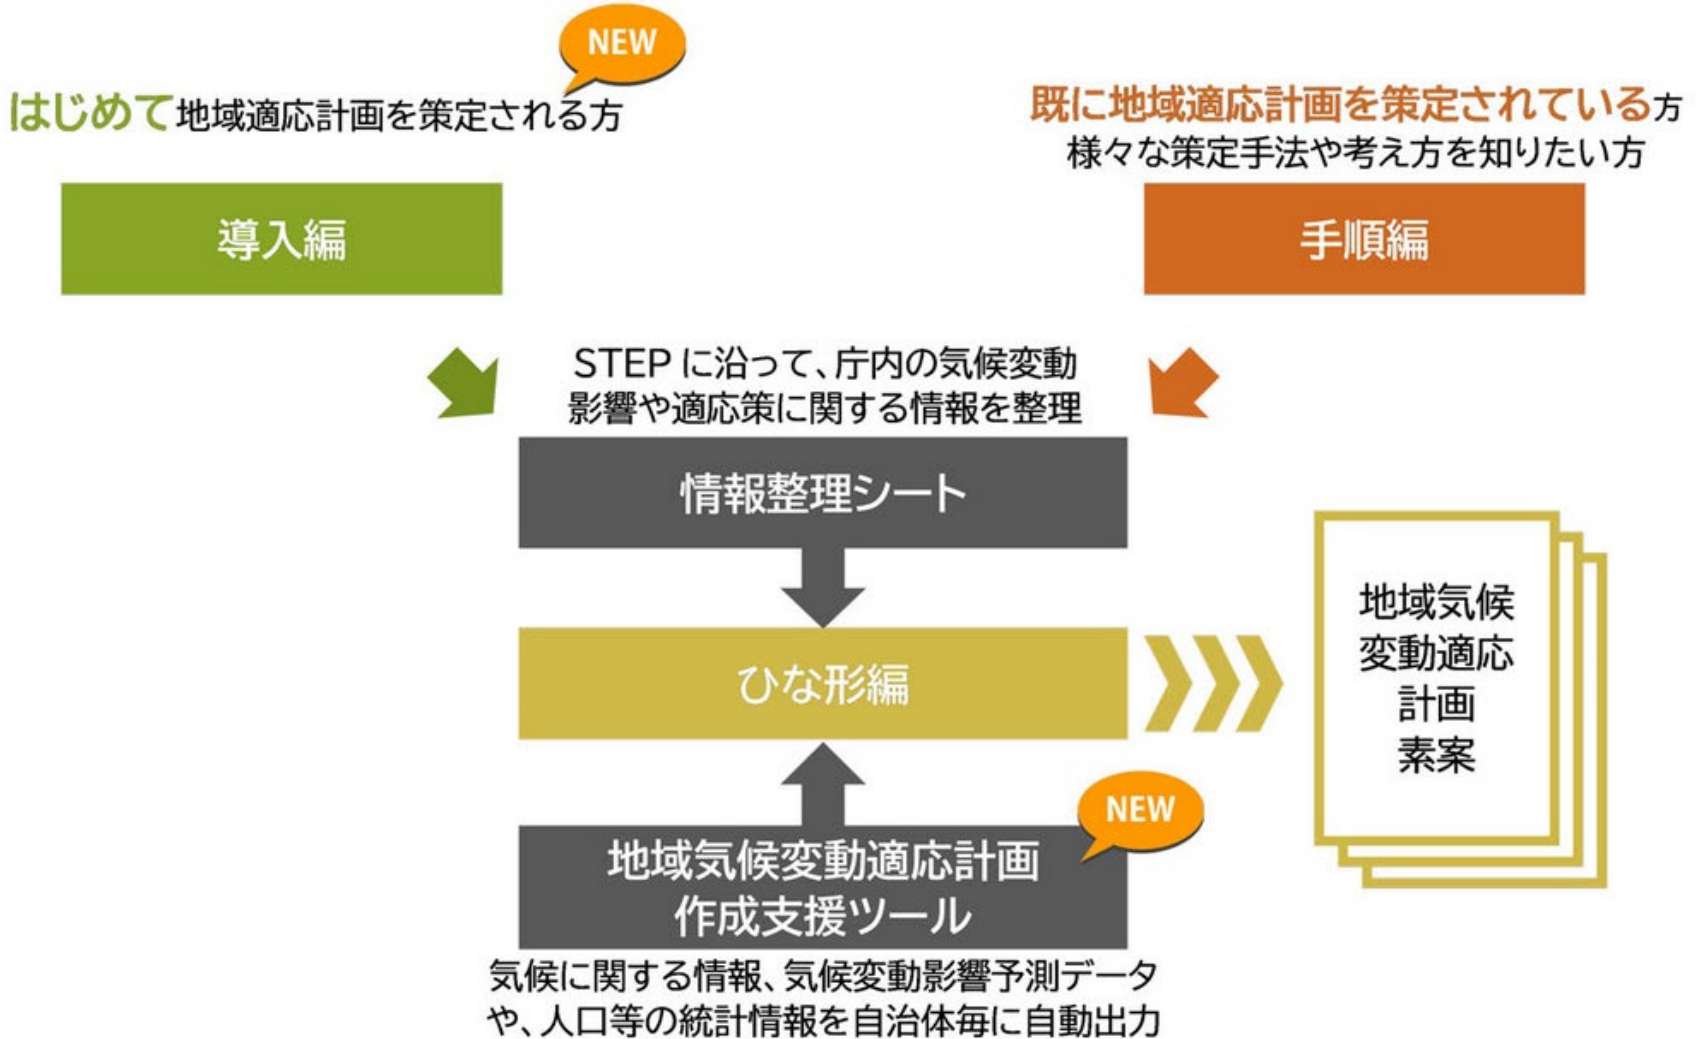 NEW
はじめて地域適応計画を策定される方
既に地域適応計画を策定されている方
様々な策定手法や考え方を知りたい方
導入編
手順編
STEP に沿って、庁内の気候変動
影響や適応策に関する情報を整理
情報整理シート
ひな形編
地域気候
変動適応
計画
素案
NEW
地域気候変動適応計画
作成支援ツール
気候に関する情報、気候変動影響予測データ
や、人口等の統計情報を自治体毎に自動出力